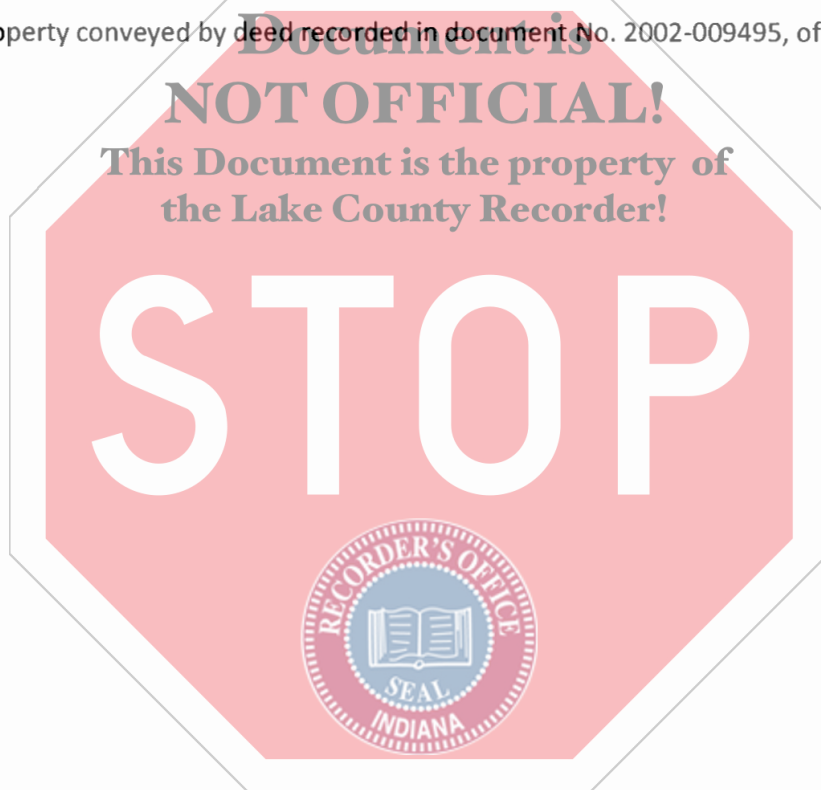 operty conveyed by deed recorded in document No. 2002-009495, of
Document is
NOT OFFICIAL!
This Document is the property of
the Lake County Recorder!
STOP
RECORDER'S OFFICE
SEAL
INDIANA